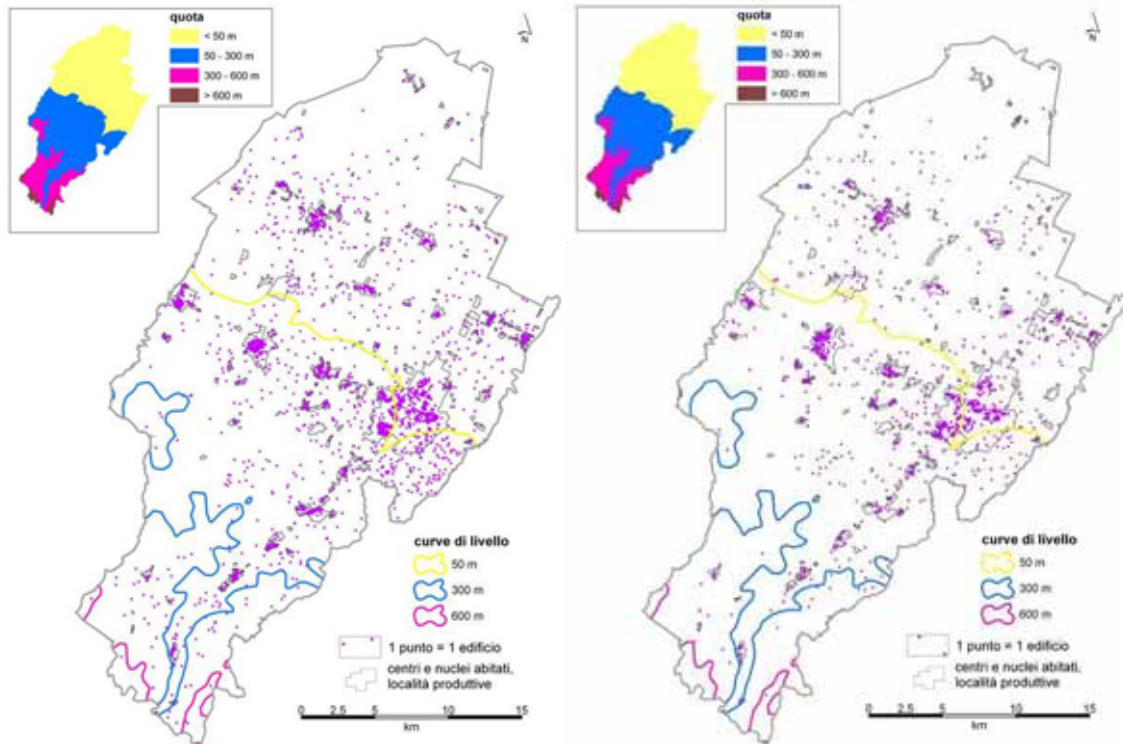 quota
< 50 m
50 - 300 m
300 - 600 m
> 600 m
N
curve di livello
50 m
300 m
600 m
1 punto = 1 edificio
centri e nuclei abitati,
località produttive
0 2.5 5 10 15
km
quota
< 50 m
50 - 300 m
300 - 600 m
> 600 m
N
curve di livello
50 m
300 m
600 m
1 punto = 1 edificio
centri e nuclei abitati,
località produttive
0 2.5 5 10 15
km